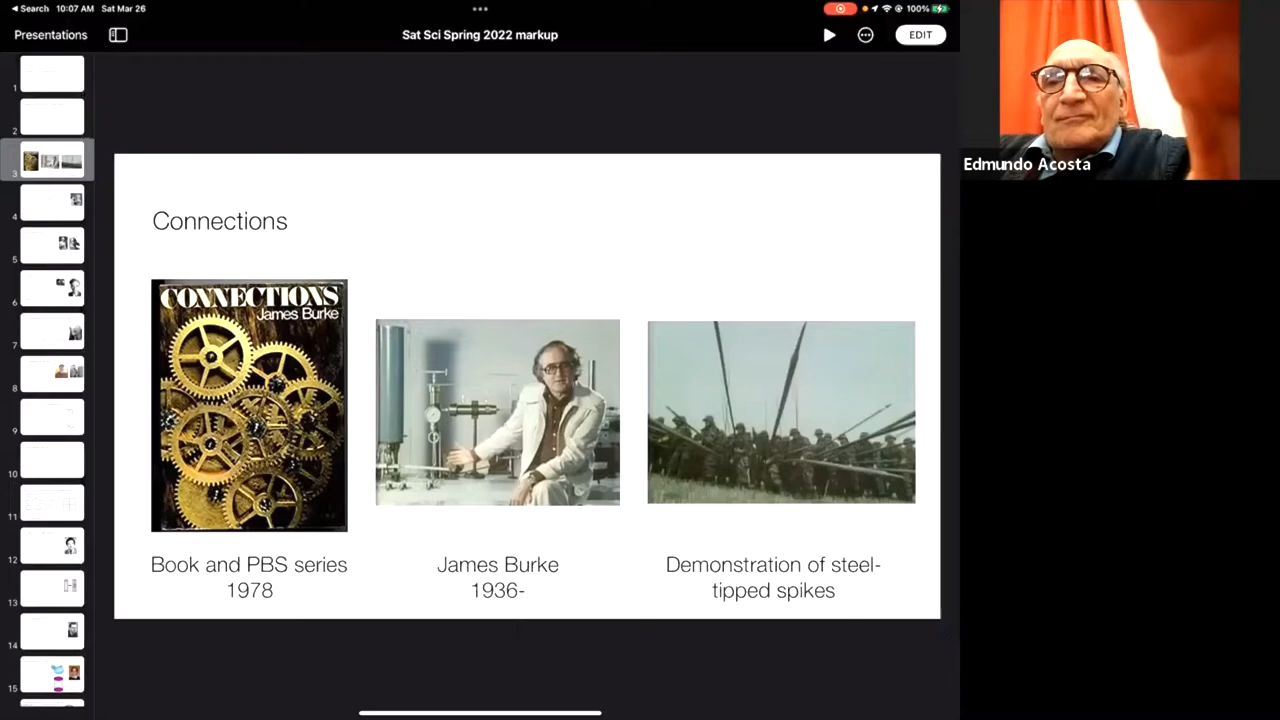 Search 10:07 AM Sat Mar 26
100%
Presentations
Sat Sci Spring 2022 markup
EDIT
1
2
3
4
5
6
7
8
9
10
11
12
13
14
15
Connections
CONNECTIONS
James Burke
Book and PBS series
1978
James Burke
1936-
Demonstration of steel-
tipped spikes
Edmundo Acosta